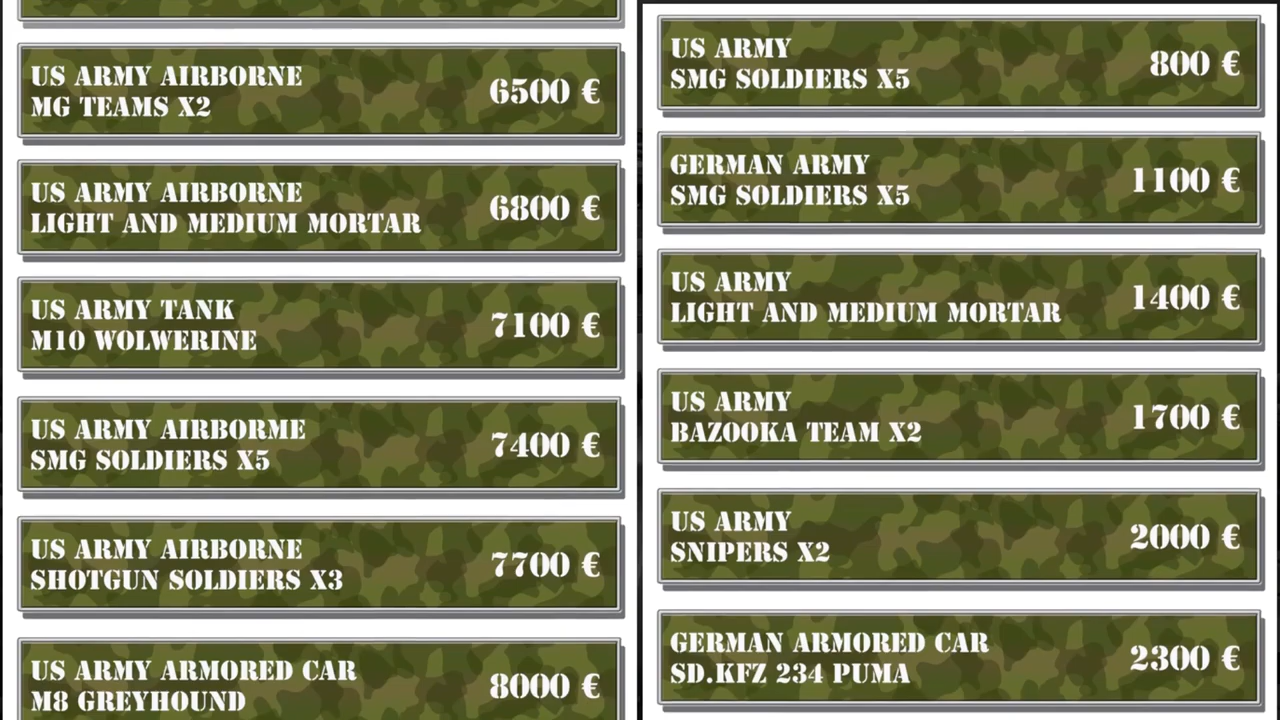 US ARMY AIRBORNE
MG TEAMS X2
6500 €
US ARMY AIRBORNE
LIGHT AND MEDIUM MORTAR
6800 €
US ARMY TANK
M10 WOLWERINE
7100 €
US ARMY AIRBORME
SMG SOLDIERS X5
7400 €
US ARMY AIRBORNE
SHOTGUN SOLDIERS X3
7700 €
US ARMY ARMORED CAR
M8 GREYHOUND
8000 €
US ARMY
SMG SOLDIERS X5
800 €
GERMAN ARMY
SMG SOLDIERS X5
1100 €
US ARMY
LIGHT AND MEDIUM MORTAR
1400 €
US ARMY
BAZOOKA TEAM X2
1700 €
US ARMY
SNIPERS X2
2000 €
GERMAN ARMORED CAR
SD.KFZ 234 PUMA
2300 €